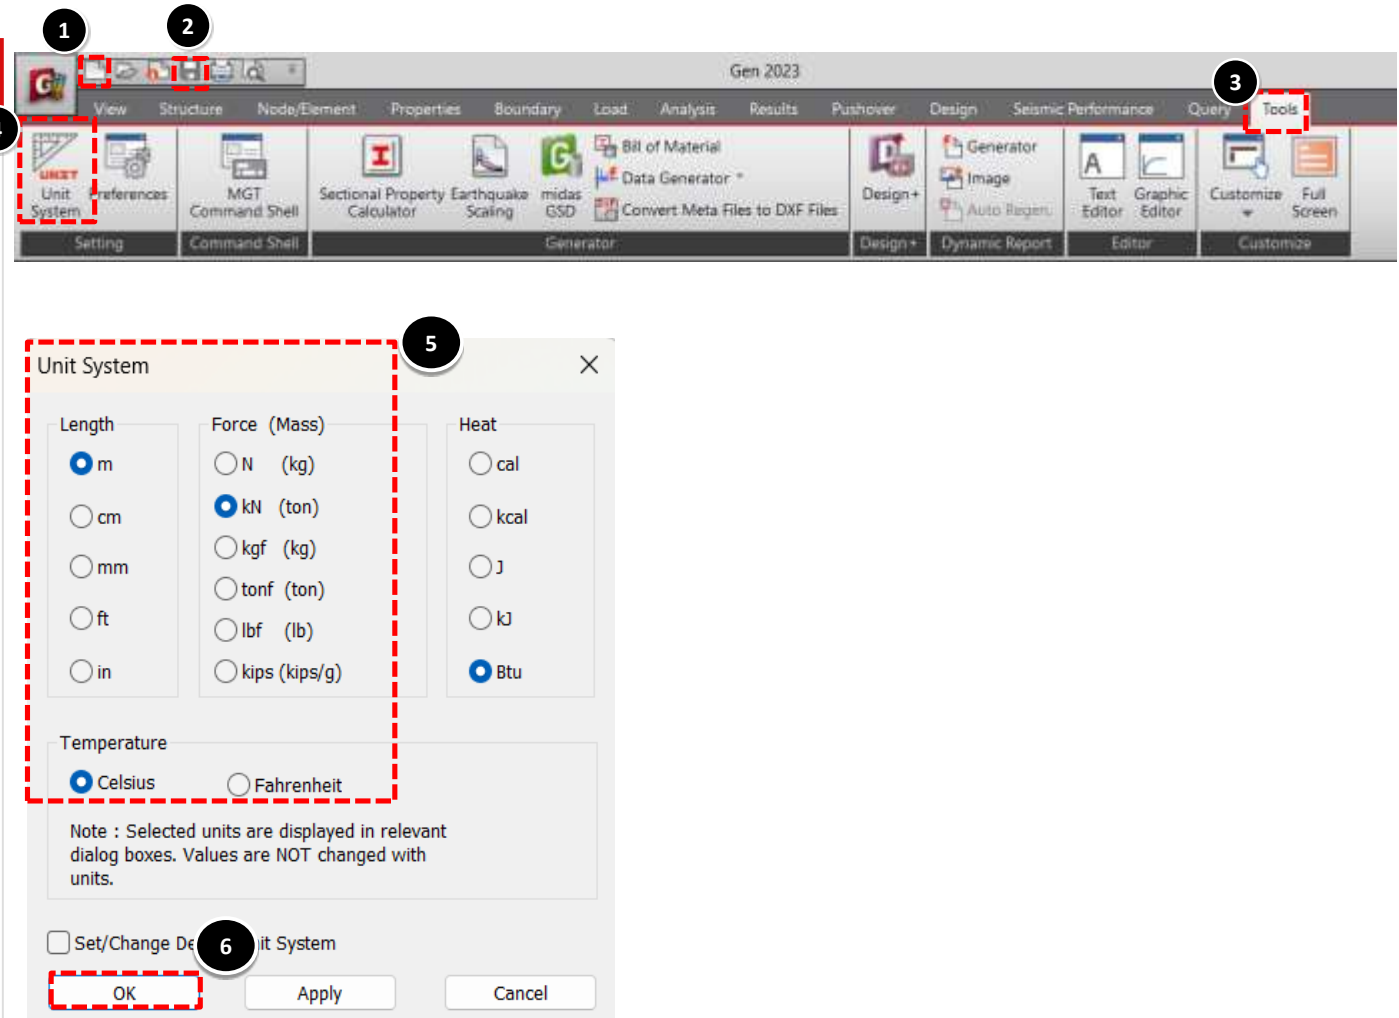 1
2
Gen 2023
3
View Structure Node/Element Properties Boundary Load Analysis Results Pushover Design Seismic Performance Query Tools
UNIT
Unit System
Preferences
MGT Command Shell
Sectional Property Calculator
Earthquake Scaling
midas GSD
Bill of Material
Data Generator
Convert Meta Files to DXF Files
Design+
Generator
Image
Auto Regen.
Text Editor
Graphic Editor
Customize
Full Screen
Setting
Command Shell
Generator
Design+
Dynamic Report
Editor
Customize
5
Unit System
Length
Force (Mass)
Heat
m
N (kg)
cal
cm
kN (ton)
kcal
mm
kgf (kg)
J
ft
tonf (ton)
kJ
in
lbf (lb)
Btu
kips (kips/g)
Temperature
Celsius
Fahrenheit
Note : Selected units are displayed in relevant
dialog boxes. Values are NOT changed with
units.
Set/Change
6
System
OK
Apply
Cancel